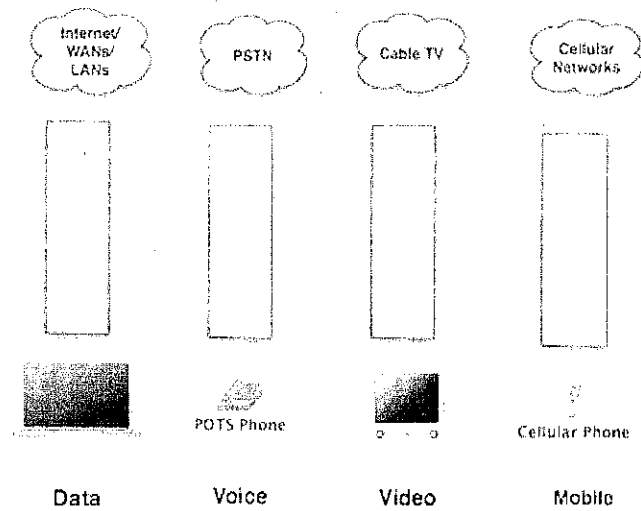 Internet/
WANs/
LANs
PSTN
Cable TV
Cellular
Networks
POTS Phone
Cellular Phone
Data
Voice
Video
Mobile